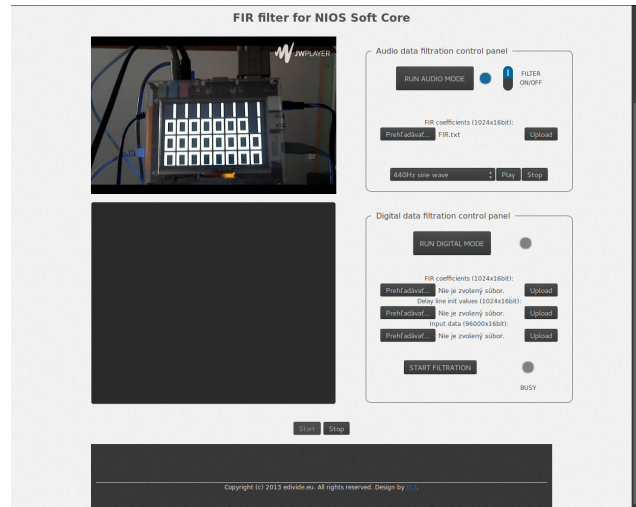 FIR filter for NIOS Soft Core
JWPLAYER
Audio data filtration control panel
RUN AUDIO MODE
FILTER
ON/OFF
FIR coefficients (1024x16bit):
Prehľadávať... FIR.txt Upload
440Hz sine wave Play Stop
Digital data filtration control panel
RUN DIGITAL MODE
FIR coefficients (1024x16bit):
Prehľadávať... Nie je zvolený súbor. Upload
Delay line init values (1024x16bit):
Prehľadávať... Nie je zvolený súbor. Upload
Input data (96000x16bit):
Prehľadávať... Nie je zvolený súbor. Upload
START FILTRATION
BUSY
Start Stop
Copyright (c) 2013 edivide.eu. All rights reserved. Design by